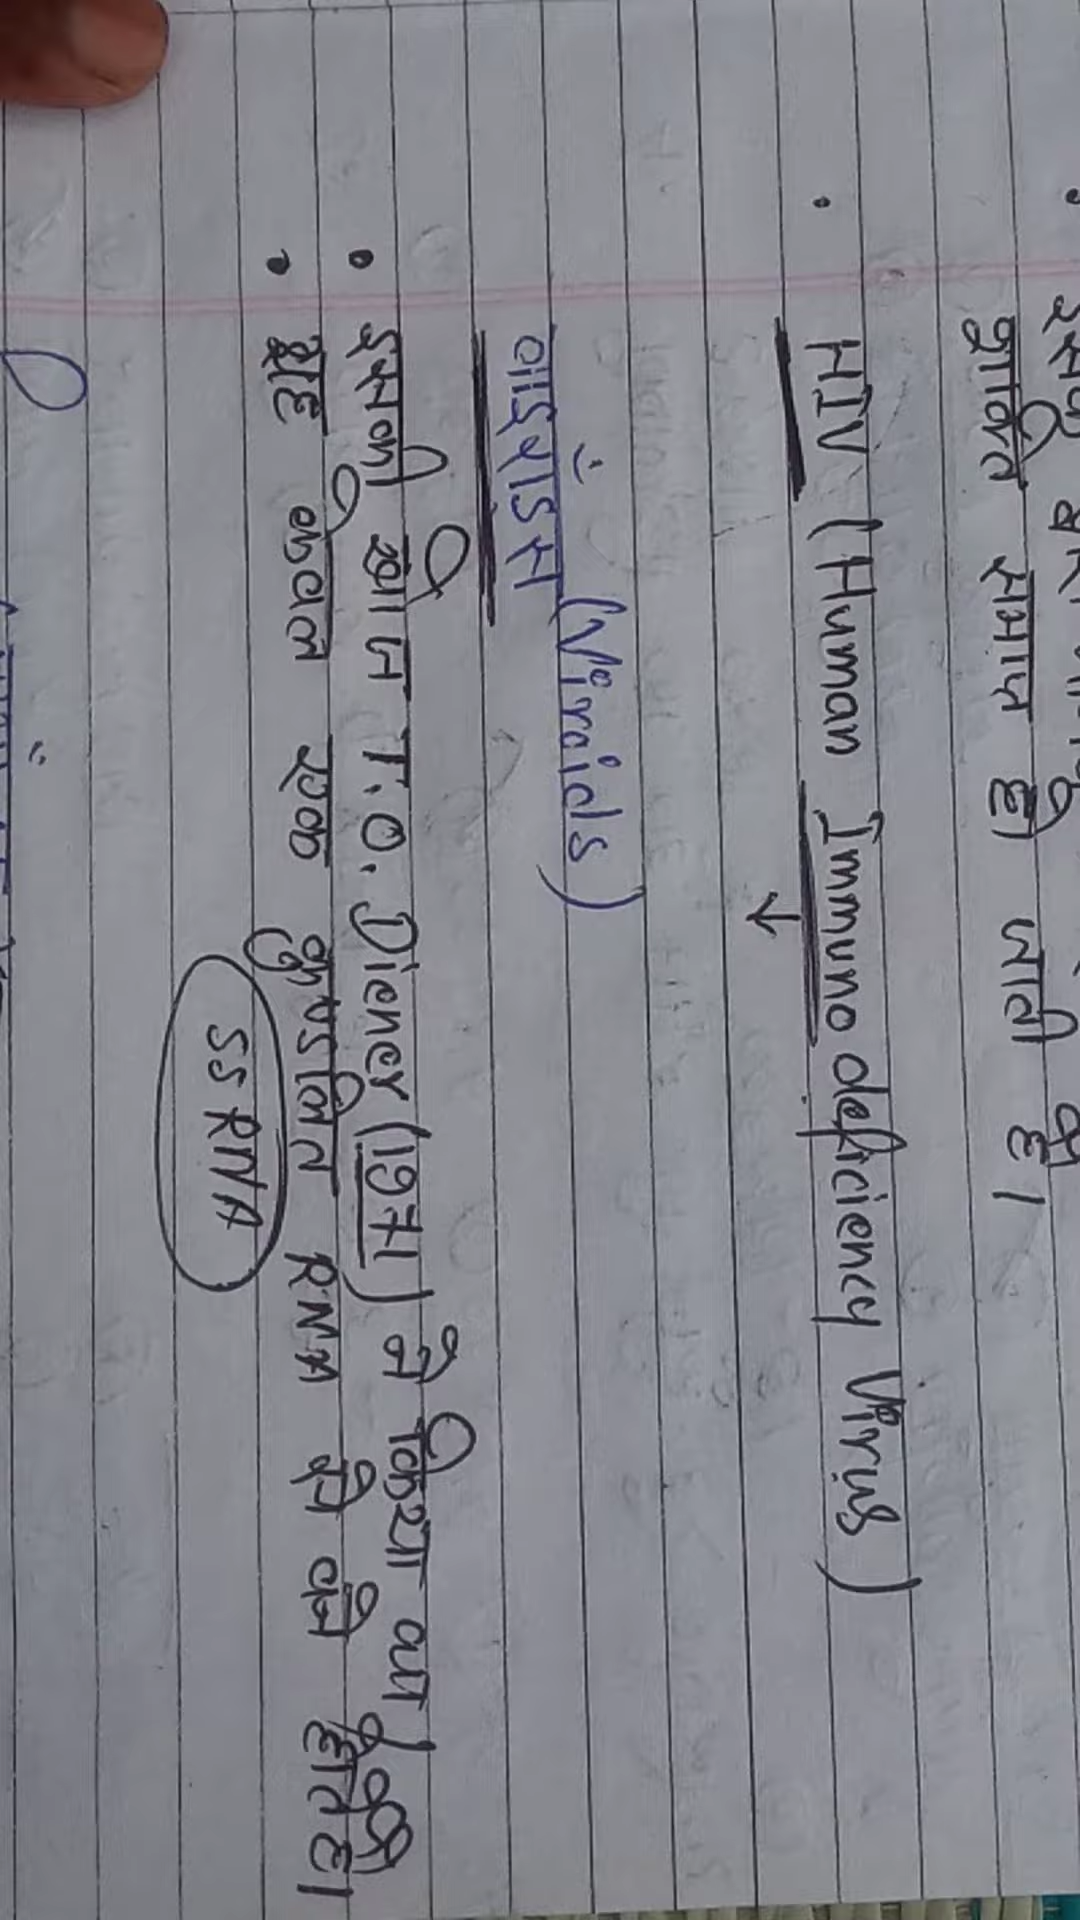 प्राकृति समाप्त हो जाती है।
• HIV (Human Immuno deficiency Virus)
↓
वाइराइडस (Viroids)
• इसकी खोज T.O. Diener (1971) ने किया था।
• यह केवल एक कुण्डलित RNA के बने होते हैं।
SS RNA